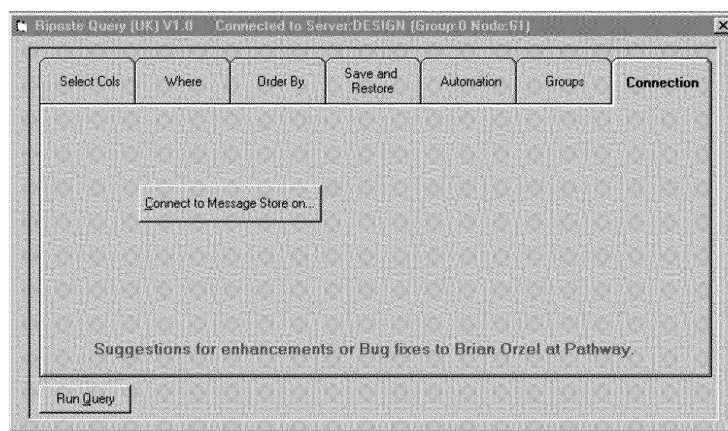 Riposte Query (UK) V1.0 Connected to Server:DESIGN (Group:0 Node:61)
Select Cols Where Order By Save and Restore Automation Groups Connection
Connect to Message Store on...
Suggestions for enhancements or Bug fixes to Brian Orzel at Pathway.
Run Query